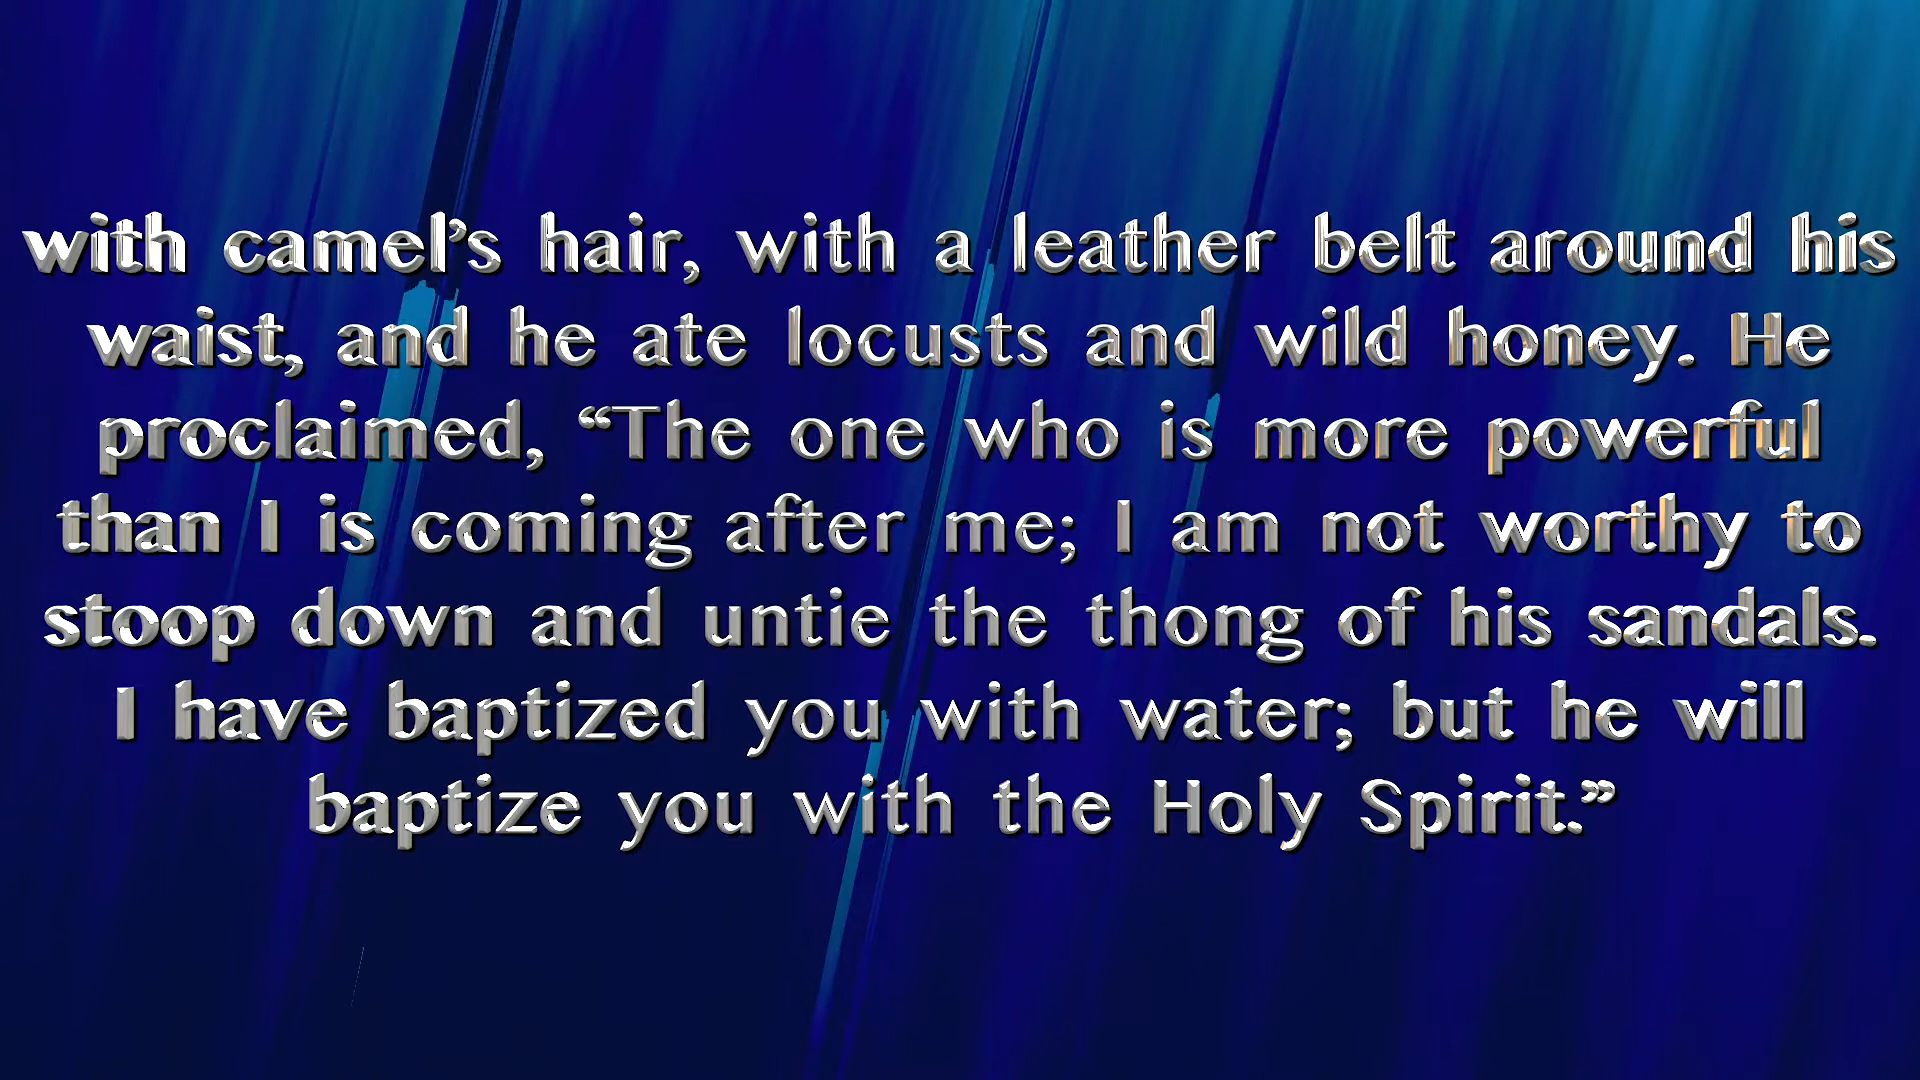 with camel’s hair, with a leather belt around his
waist, and he ate locusts and wild honey. He
proclaimed, “The one who is more powerful
than I is coming after me; I am not worthy to
stoop down and untie the thong of his sandals.
I have baptized you with water; but he will
baptize you with the Holy Spirit.”